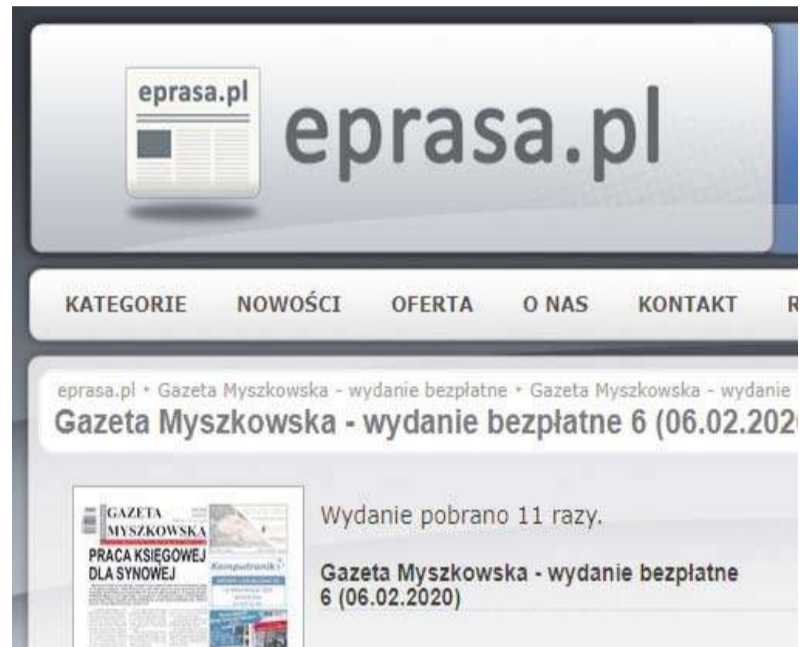 eprasa.pl
eprasa.pl
KATEGORIE NOWOŚCI OFERTA O NAS KONTAKT R
eprasa.pl • Gazeta Myszkowska - wydanie bezpłatne • Gazeta Myszkowska - wydanie
Gazeta Myszkowska - wydanie bezpłatne 6 (06.02.202
GAZETA
MYSZKOWSKA
PRACA KSIĘGOWEJ
DLA SYNOWEJ
Komputronik
Wydanie pobrano 11 razy.
Gazeta Myszkowska - wydanie bezpłatne
6 (06.02.2020)